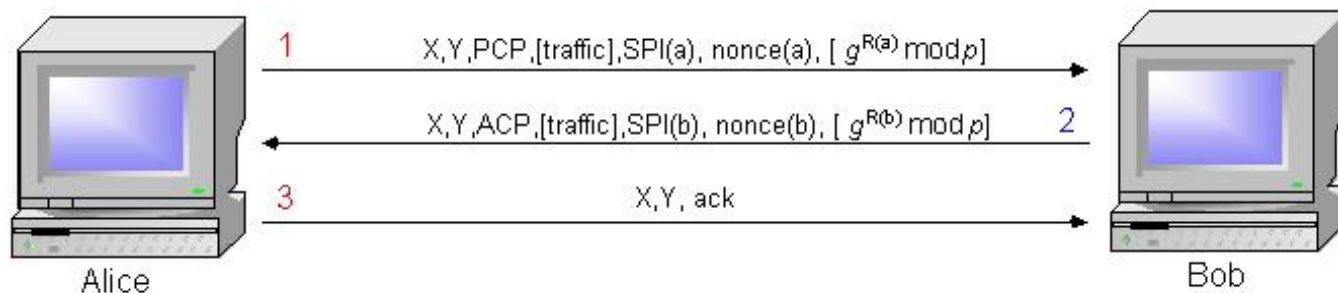 1 X,Y,PCP,[traffic],SPI(a), nonce(a), [ g^R(a) mod p]
X,Y,ACP,[traffic],SPI(b), nonce(b), [ g^R(b) mod p] 2
3 X,Y, ack
Alice
Bob